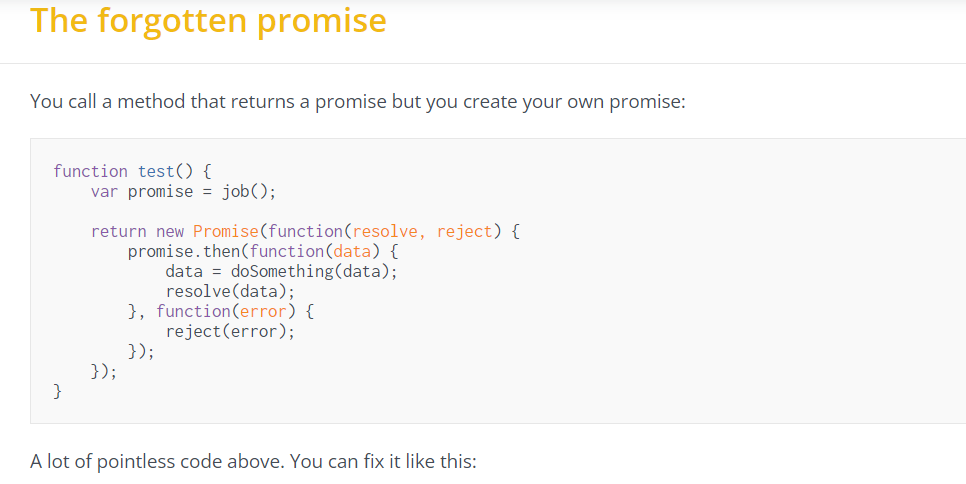 The forgotten promise
You call a method that returns a promise but you create your own promise:
function test() {
    var promise = job();
    return new Promise(function(resolve, reject) {
        promise.then(function(data) {
            data = doSomething(data);
            resolve(data);
        }, function(error) {
            reject(error);
        });
    });
}
A lot of pointless code above. You can fix it like this: